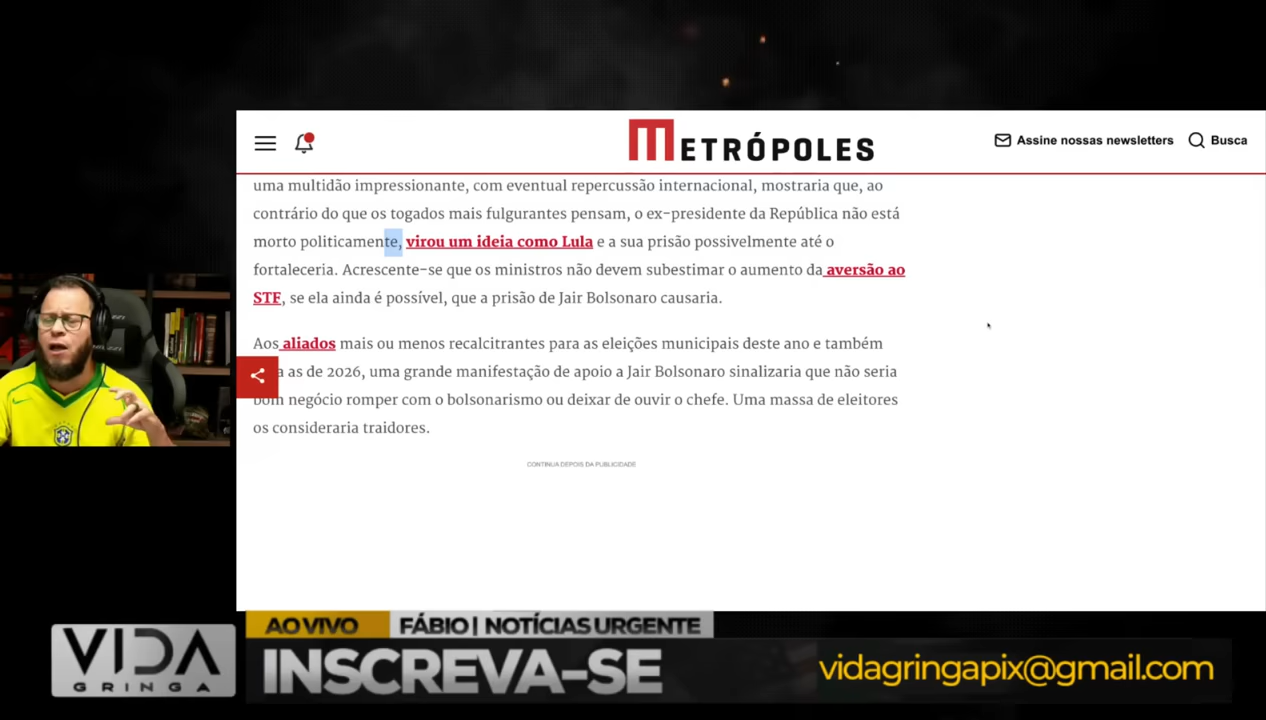 METRÓPOLES
Assine nossas newsletters
Busca
uma multidão impressionante, com eventual repercussão internacional, mostraria que, ao
contrário do que os togados mais fulgurantes pensam, o ex-presidente da República não está
morto politicamente, virou um ideia como Lula e a sua prisão possivelmente até o
fortaleceria. Acrescente-se que os ministros não devem subestimar o aumento da aversão ao
STF, se ela ainda é possível, que a prisão de Jair Bolsonaro causaria.
Aos aliados mais ou menos recalcitrantes para as eleições municipais deste ano e também
a as de 2026, uma grande manifestação de apoio a Jair Bolsonaro sinalizaria que não seria
bom negócio romper com o bolsonarismo ou deixar de ouvir o chefe. Uma massa de eleitores
os consideraria traidores.
CONTINUA DEPOIS DA PUBLICIDADE
AO VIVO
FÁBIO | NOTÍCIAS URGENTE
VIDA
GRINGA
INSCREVA-SE
vidagringapix@gmail.com